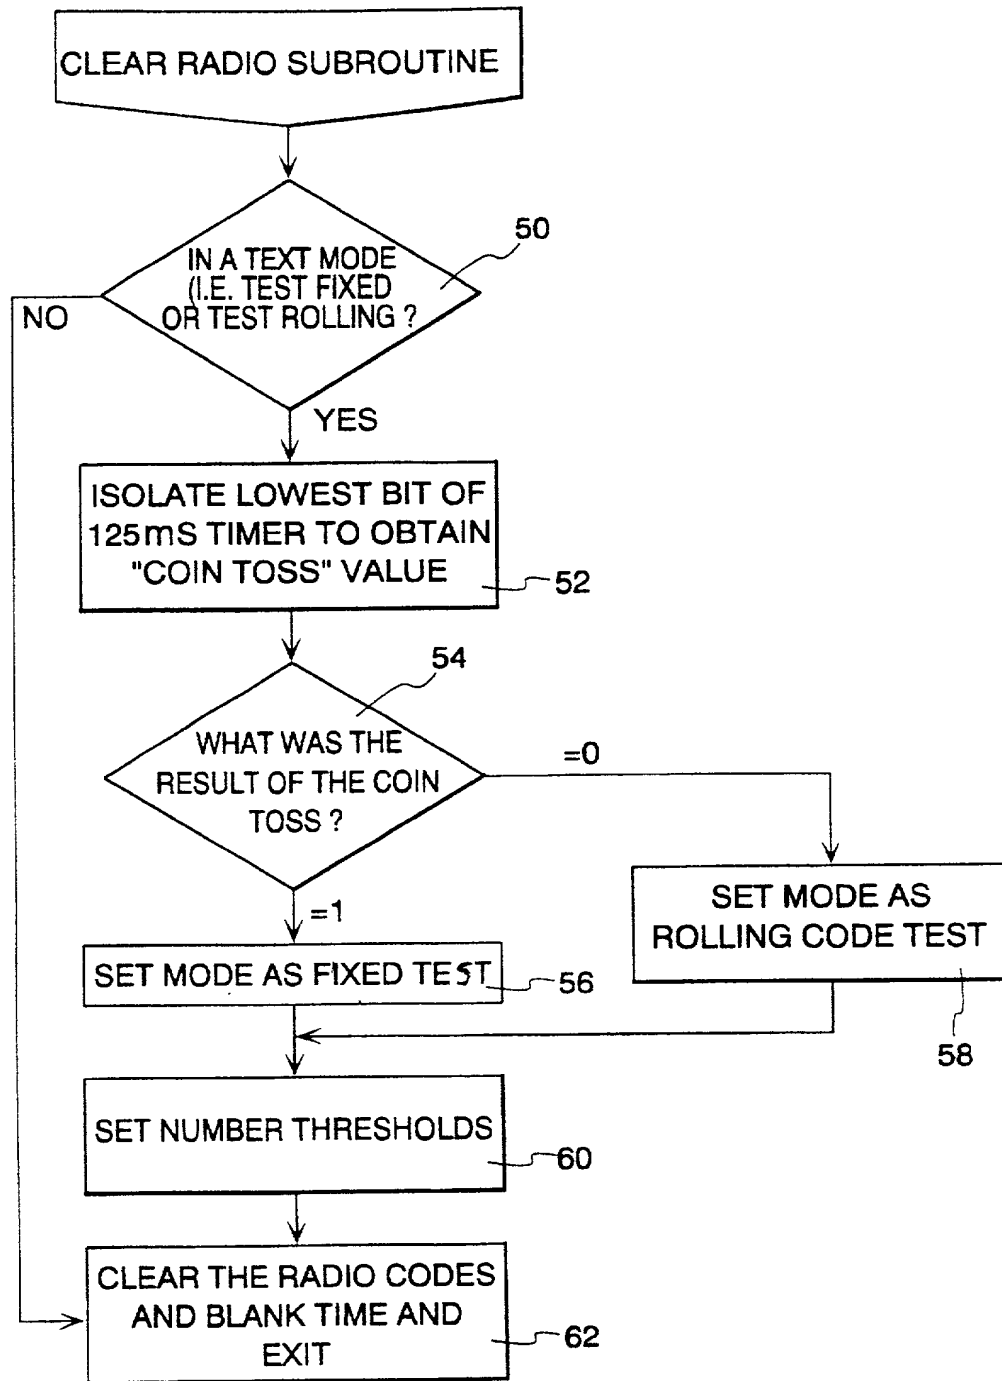 CLEAR RADIO SUBROUTINE
50
IN A TEXT MODE
(I.E. TEST FIXED
OR TEST ROLLING ?
NO
YES
ISOLATE LOWEST BIT OF
125mS TIMER TO OBTAIN
"COIN TOSS" VALUE
52
54
WHAT WAS THE
RESULT OF THE COIN
TOSS ?
=0
=1
SET MODE AS
ROLLING CODE TEST
58
SET MODE AS FIXED TEST
56
SET NUMBER THRESHOLDS
60
CLEAR THE RADIO CODES
AND BLANK TIME AND
EXIT
62